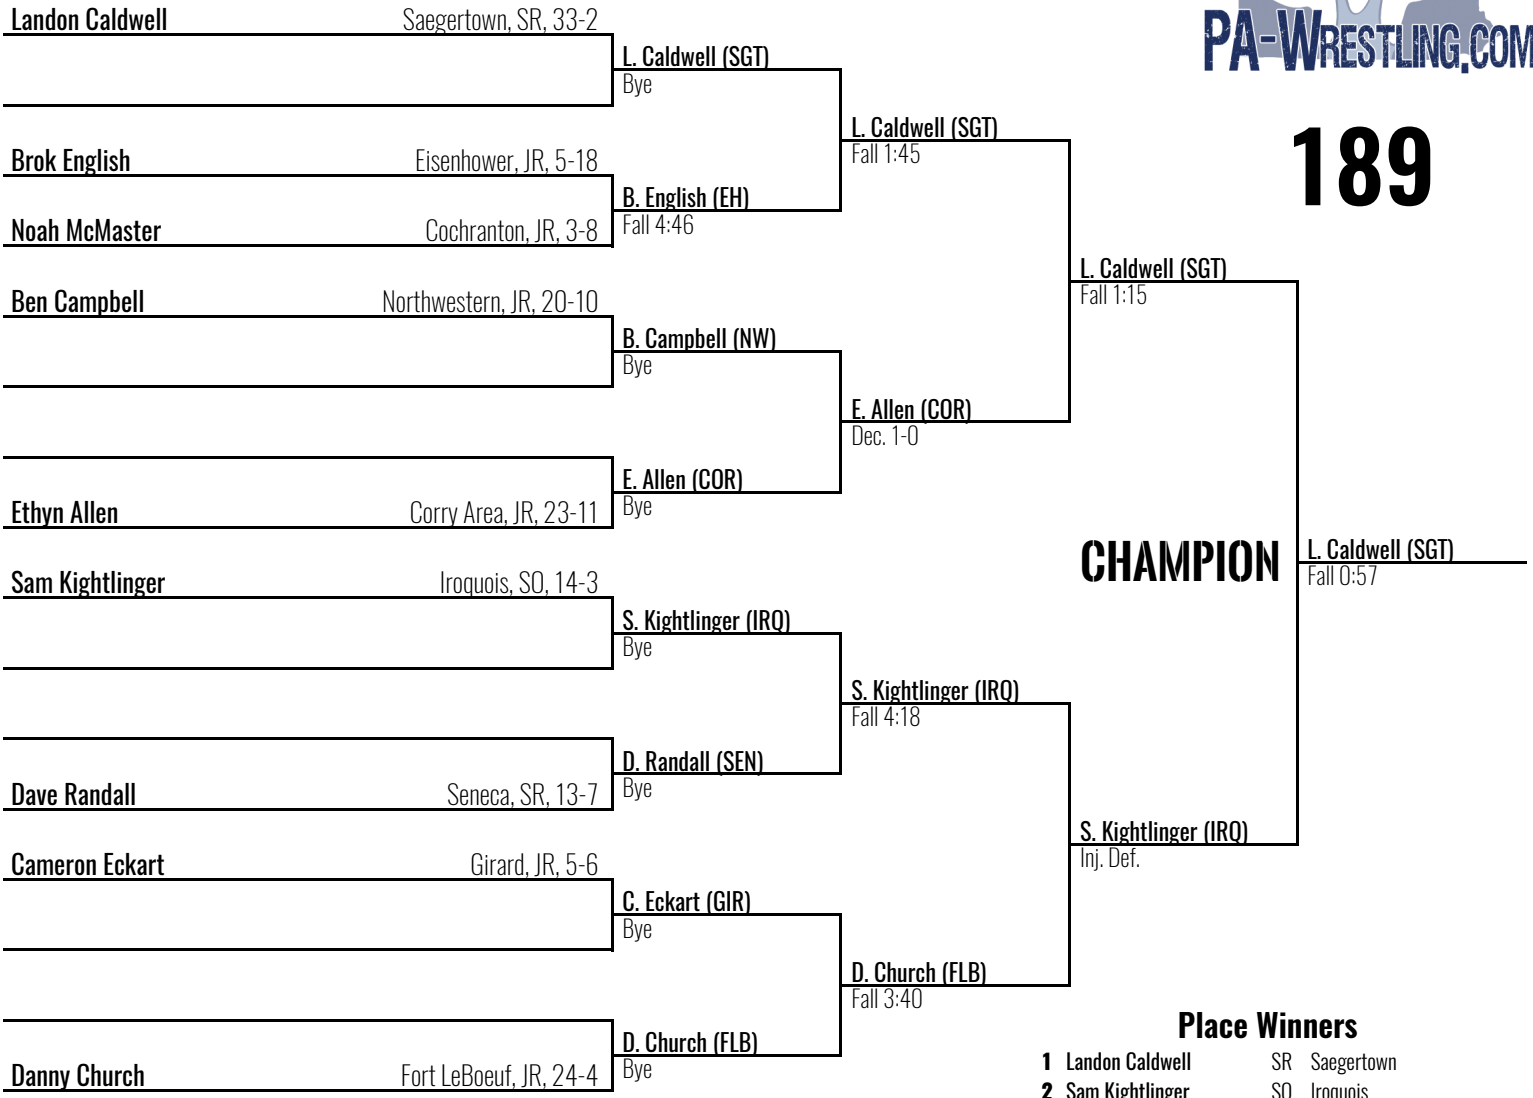 Landon Caldwell Saegertown, SR, 33-2
L. Caldwell (SGT)
Bye
PA-WRESTLING.COM
189
L. Caldwell (SGT)
Fall 1:45
Brok English Eisenhower, JR, 5-18
B. English (EH)
Fall 4:46
Noah McMaster Cochranton, JR, 3-8
L. Caldwell (SGT)
Fall 1:15
Ben Campbell Northwestern, JR, 20-10
B. Campbell (NW)
Bye
E. Allen (COR)
Dec. 1-0
E. Allen (COR)
Bye
Ethyn Allen Corry Area, JR, 23-11
CHAMPION
L. Caldwell (SGT)
Fall 0:57
Sam Kightlinger Iroquois, SO, 14-3
S. Kightlinger (IRQ)
Bye
S. Kightlinger (IRQ)
Fall 4:18
D. Randall (SEN)
Bye
Dave Randall Seneca, SR, 13-7
S. Kightlinger (IRQ)
Inj. Def.
Cameron Eckart Girard, JR, 5-6
C. Eckart (GIR)
Bye
D. Church (FLB)
Fall 3:40
D. Church (FLB)
Bye
Danny Church Fort LeBoeuf, JR, 24-4
Place Winners
1 Landon Caldwell SR Saegertown
2 Sam Kightlinger SO Iroquois